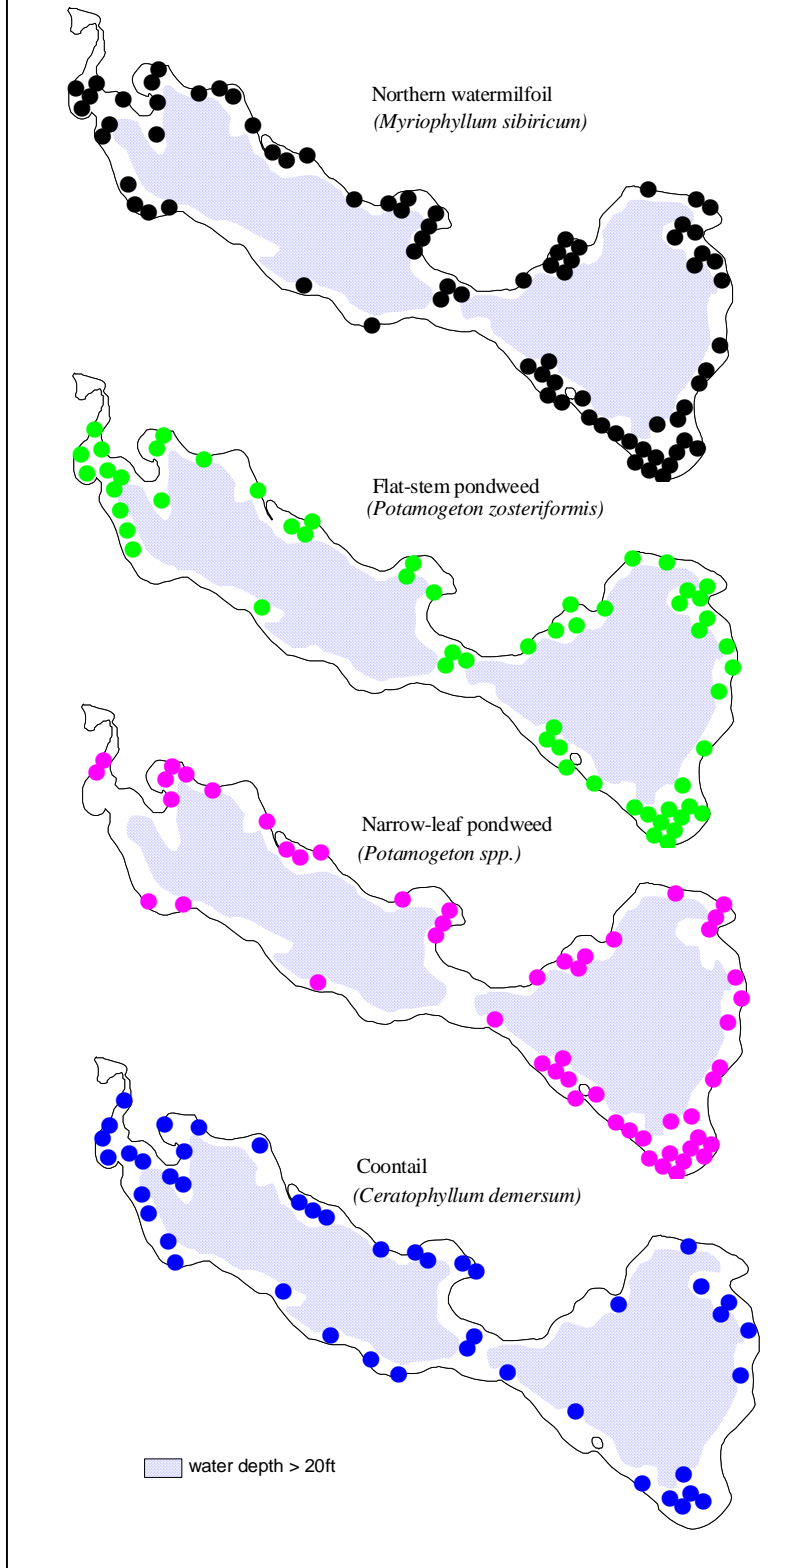 Northern watermilfoil
(Myriophyllum sibiricum)
Flat-stem pondweed
(Potamogeton zosteriformis)
Narrow-leaf pondweed
(Potamogeton spp.)
Coontail
(Ceratophyllum demersum)
water depth > 20ft